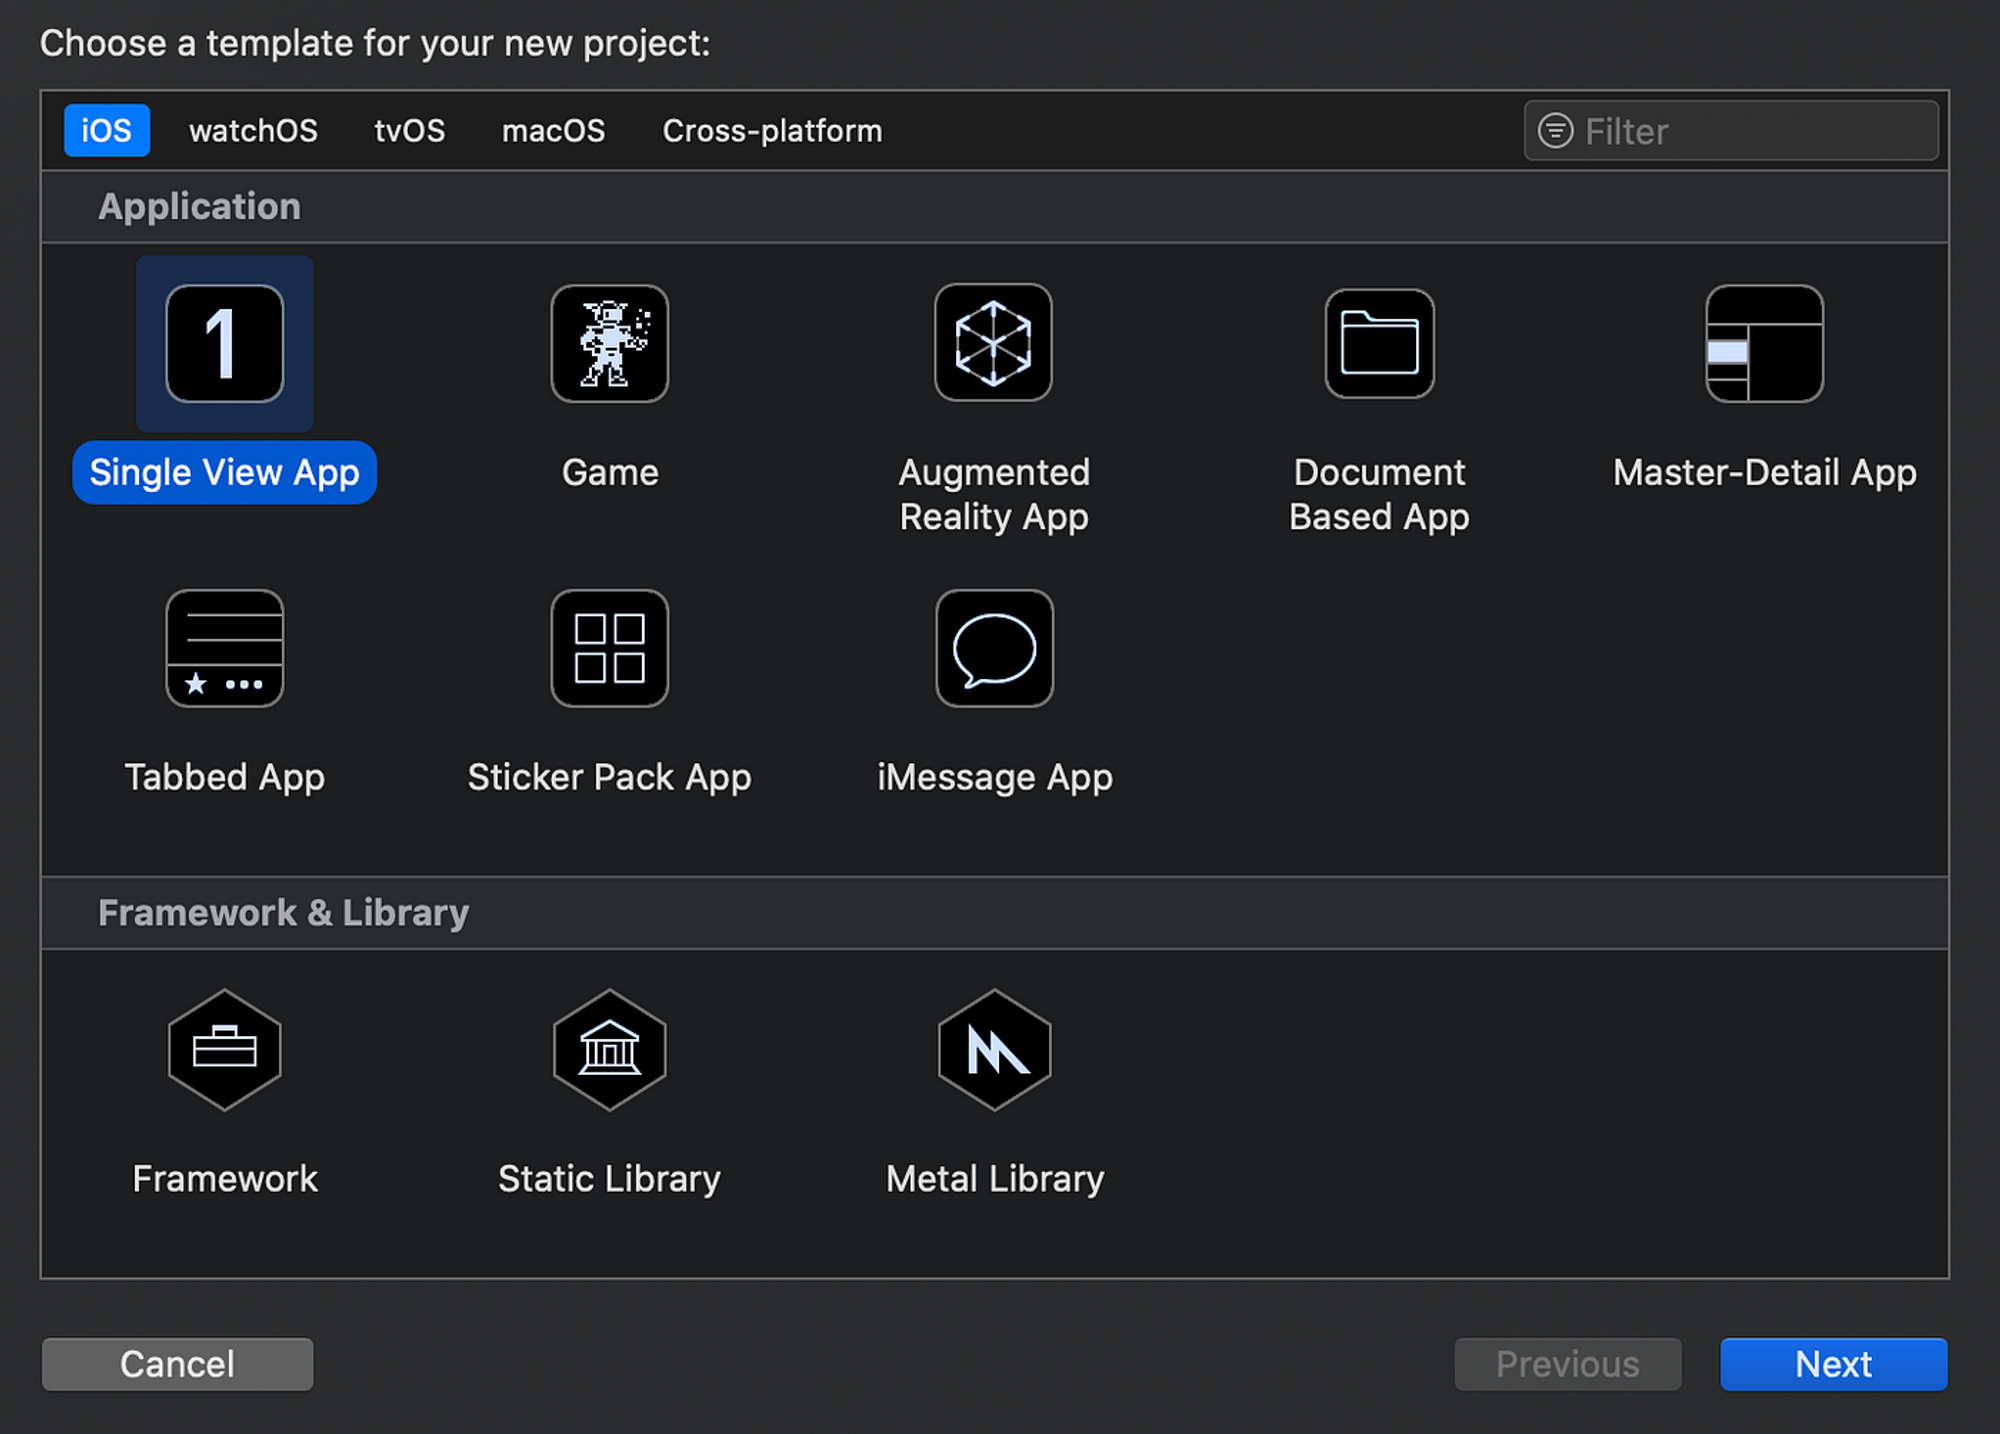 Choose a template for your new project:
iOS watchOS tvOS macOS Cross-platform Filter
Application
1
Single View App Game Augmented Reality App Document Based App Master-Detail App
Tabbed App Sticker Pack App iMessage App
Framework & Library
Framework Static Library Metal Library
Cancel Previous Next